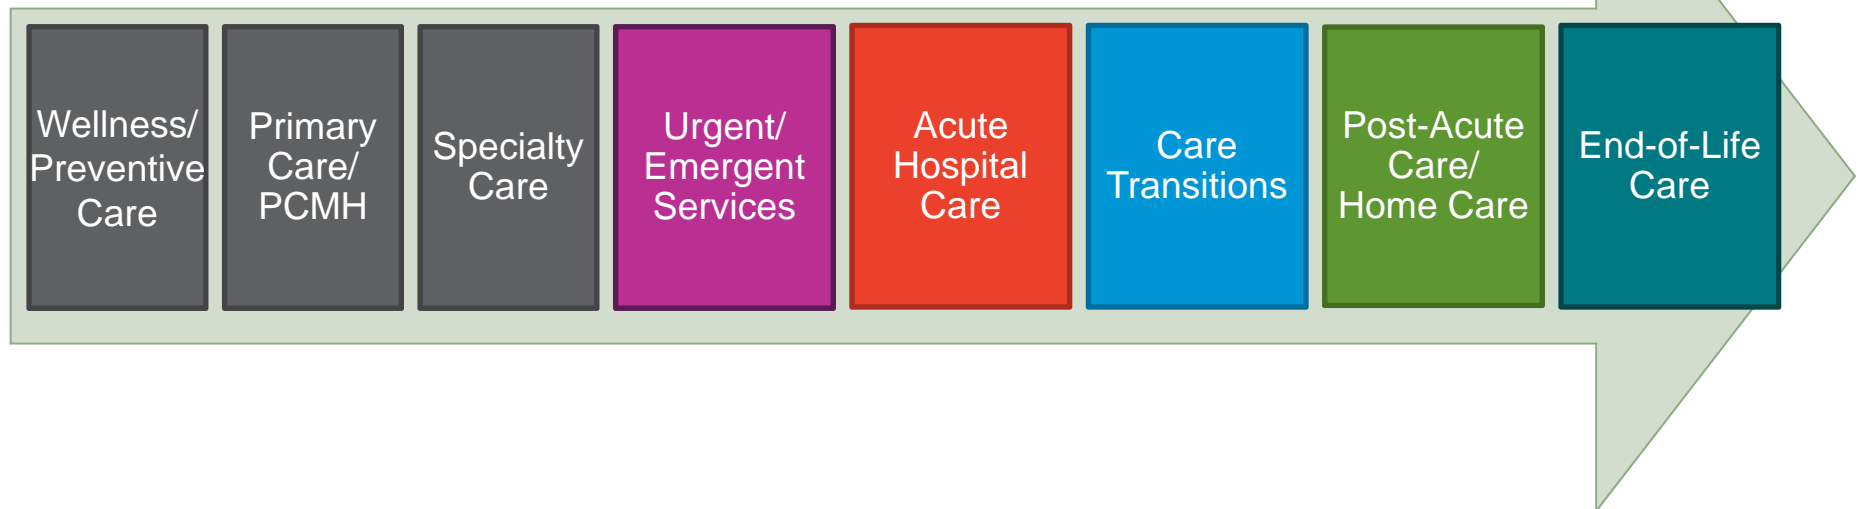 Wellness/
Preventive
Care
Primary
Care/
PCMH
Specialty
Care
Urgent/
Emergent
Services
Acute
Hospital
Care
Care
Transitions
Post-Acute
Care/
Home Care
End-of-Life
Care